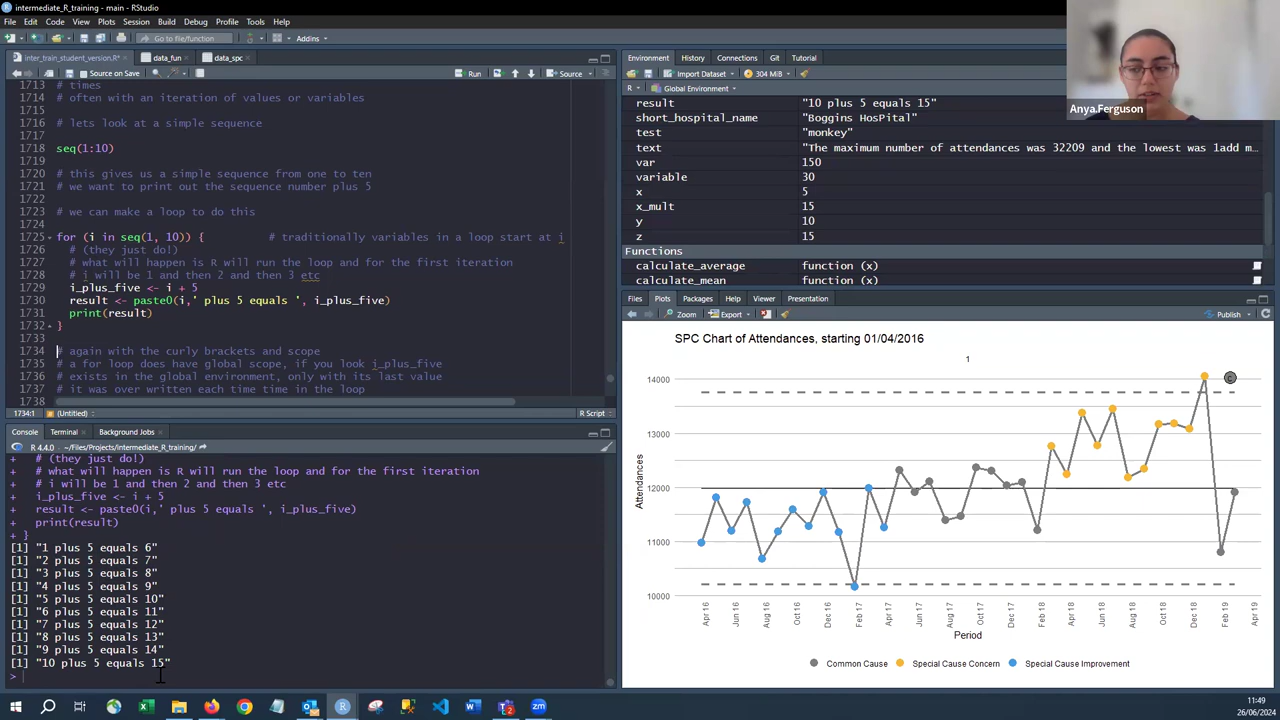 intermediate_R_training - main - RStudio
File Edit Code View Plots Session Build Debug Profile Tools Help
Go to file/function
Addins
inter_train_student_version.R*
data_fun
data_spc
Source on Save
Run
Source
1713 # times
1714 # often with an iteration of values or variables
1715
1716 # lets look at a simple sequence
1717
1718 seq(1:10)
1719
1720 # this gives us a simple sequence from one to ten
1721 # we want to print out the sequence number plus 5
1722
1723 # we can make a loop to do this
1724
1725 for (i in seq(1, 10)) { # traditionally variables in a loop start at i
1726 # (they just do!)
1727 # what will happen is R will run the loop and for the first iteration
1728 # i will be 1 and then 2 and then 3 etc
1729 i_plus_five <- i + 5
1730 result <- paste0(i,' plus 5 equals ', i_plus_five)
1731 print(result)
1732 }
1733
1734 # again with the curly brackets and scope
1735 # a for loop does have global scope, if you look i_plus_five
1736 # exists in the global environment, only with its last value
1737 # it was over written each time time in the loop
1738
1734:1 (Untitled) R Script
Console Terminal Background Jobs
R 4.4.0 · ~/Files/Projects/intermediate_R_training/
+ # (they just do!)
+ # what will happen is R will run the loop and for the first iteration
+ # i will be 1 and then 2 and then 3 etc
+ i_plus_five <- i + 5
+ result <- paste0(i,' plus 5 equals ', i_plus_five)
+ print(result)
+ }
[1] "1 plus 5 equals 6"
[1] "2 plus 5 equals 7"
[1] "3 plus 5 equals 8"
[1] "4 plus 5 equals 9"
[1] "5 plus 5 equals 10"
[1] "6 plus 5 equals 11"
[1] "7 plus 5 equals 12"
[1] "8 plus 5 equals 13"
[1] "9 plus 5 equals 14"
[1] "10 plus 5 equals 15"
>
Environment History Connections Git Tutorial
Import Dataset 304 MiB
R Global Environment
result "10 plus 5 equals 15"
short_hospital_name "Boggins HosPital"
test "monkey"
text "The maximum number of attendances was 32209 and the lowest was 1add m…
var 150
variable 30
x 5
x_mult 15
y 10
z 15
Functions
calculate_average function (x)
calculate_mean function (x)
Anya.Ferguson
Files Plots Packages Help Viewer Presentation
Zoom Export Publish
SPC Chart of Attendances, starting 01/04/2016
1
C
14000
13000
12000
11000
10000
Attendances
Apr 16 Jun 16 Aug 16 Oct 16 Dec 16 Feb 17 Apr 17 Jun 17 Aug 17 Oct 17 Dec 17 Feb 18 Apr 18 Jun 18 Aug 18 Oct 18 Dec 18 Feb 19 Apr 19
Period
Common Cause Special Cause Concern Special Cause Improvement
11:49
26/06/2024